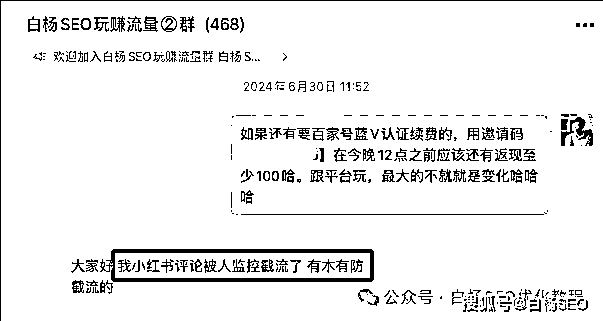 白杨SEO玩赚流量②群 (468)
欢迎加入白杨SEO玩赚流量群 白杨S...
2024年6月30日 11:52
如果还有要百家号蓝V认证续费的，用邀请码
】在今晚12点之前应该还有返现至
少100哈。跟平台玩，最大的不就就是变化哈哈
哈
大家好 我小红书评论被人监控截流了 有木有防
截流的
公众号·白杨SEO优化教程
搜狐号@白杨SEO